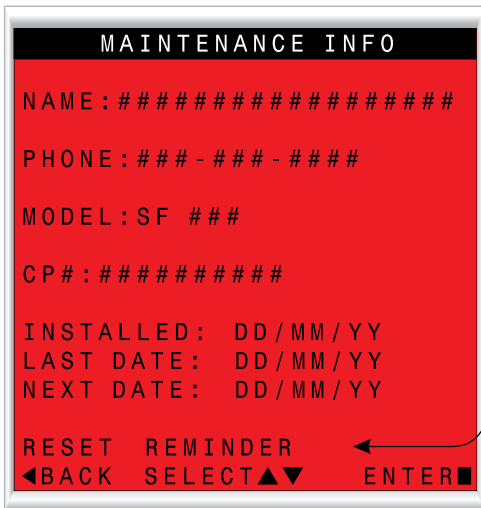 MAINTENANCE INFO
NAME:##################
PHONE:###-###-####
MODEL:SF ###
CP#:##########
INSTALLED: DD/MM/YY
LAST DATE: DD/MM/YY
NEXT DATE: DD/MM/YY
RESET REMINDER
◀BACK SELECT▲▼ ENTER■